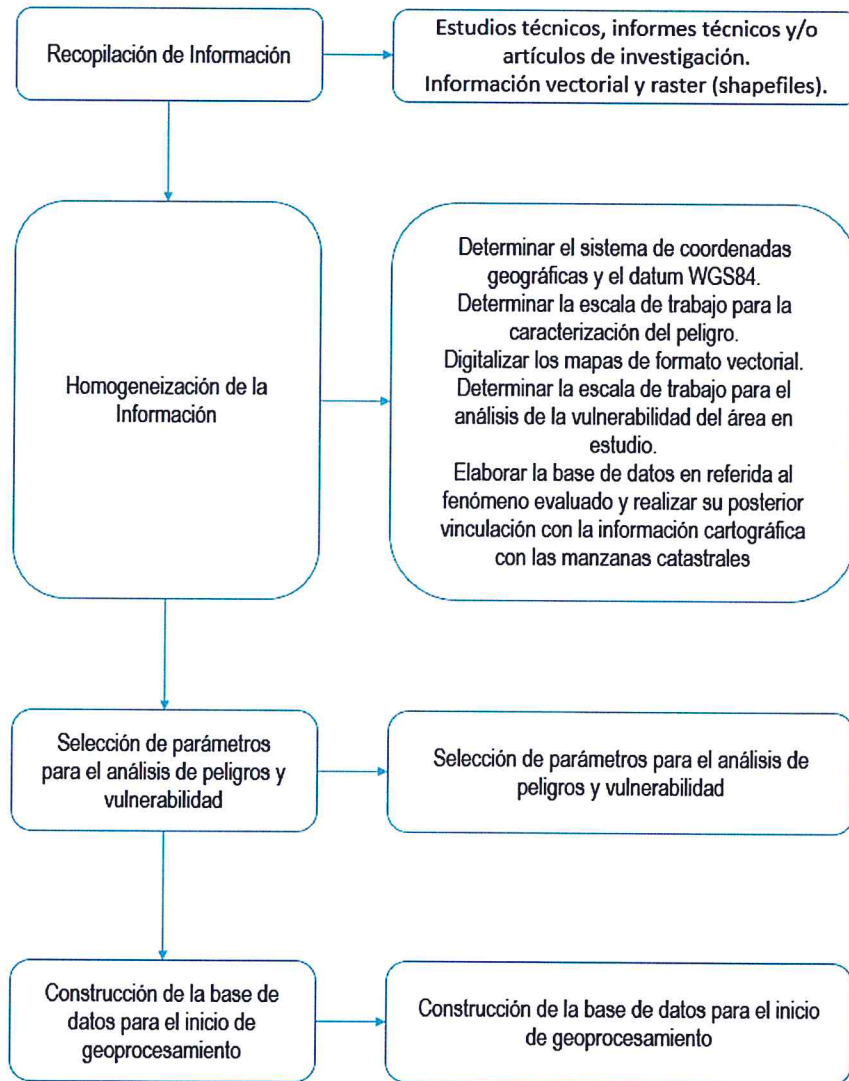 Recopilación de Información
Estudios técnicos, informes técnicos y/o
artículos de investigación.
Información vectorial y raster (shapefiles).
Homogeneización de la
Información
Determinar el sistema de coordenadas
geográficas y el datum WGS84.
Determinar la escala de trabajo para la
caracterización del peligro.
Digitalizar los mapas de formato vectorial.
Determinar la escala de trabajo para el
análisis de la vulnerabilidad del área en
estudio.
Elaborar la base de datos en referida al
fenómeno evaluado y realizar su posterior
vinculación con la información cartográfica
con las manzanas catastrales
Selección de parámetros
para el análisis de peligros y
vulnerabilidad
Selección de parámetros para el análisis de
peligros y vulnerabilidad
Construcción de la base de
datos para el inicio de
geoprocesamiento
Construcción de la base de datos para el inicio
de geoprocesamiento